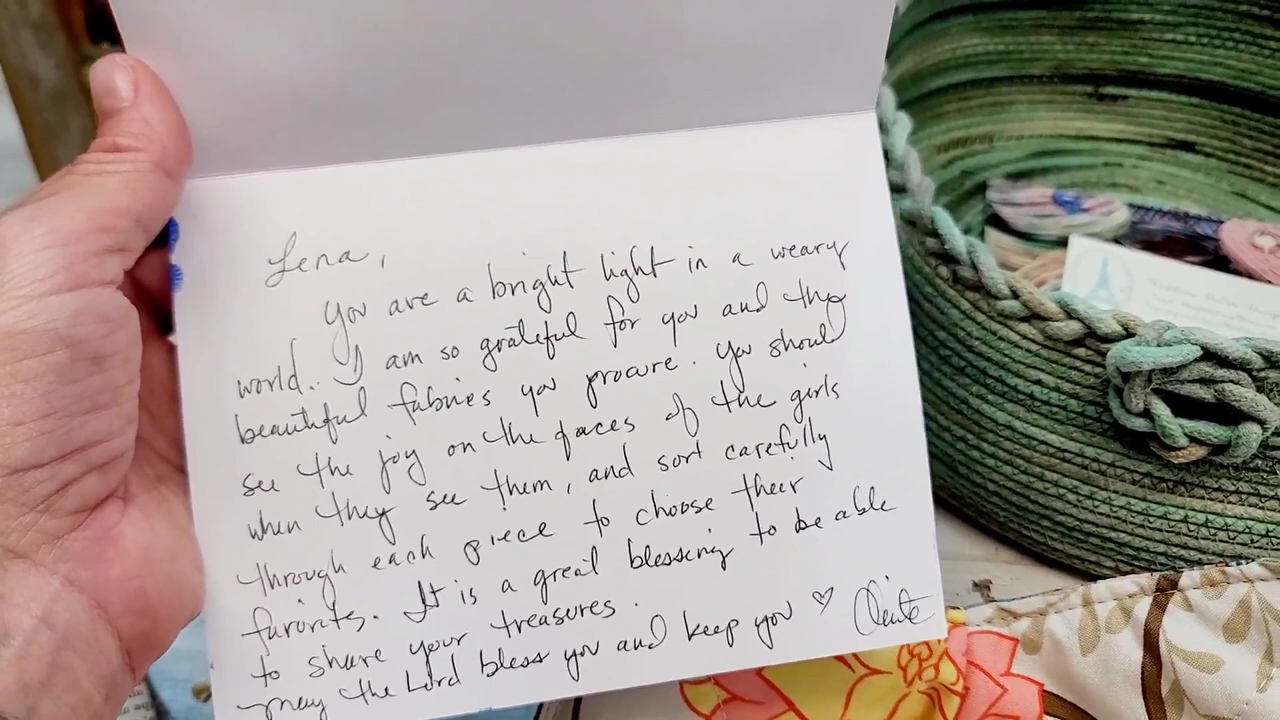 Lena,
You are a bright light in a weary
world. I am so grateful for you and the
beautiful fabrics you procure. You should
see the joy on the faces of the girls
when they see them, and sort carefully
through each piece to choose their
favorites. It is a great blessing to be able
to share your treasures.
May the Lord bless you and keep you ♡